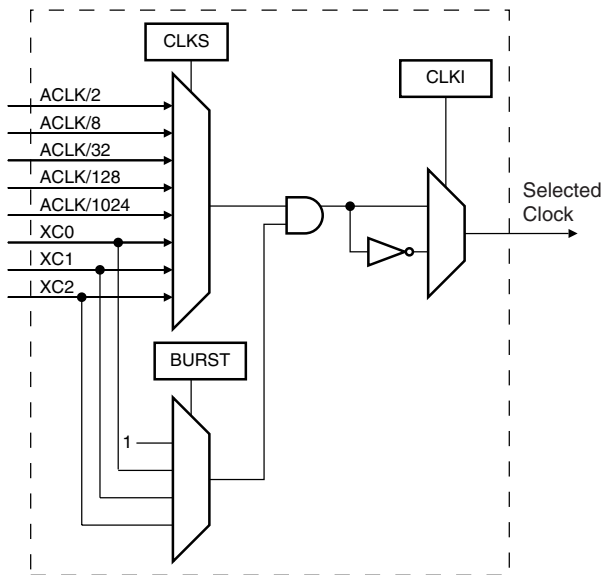 CLKS
CLKI
ACLK/2
ACLK/8
ACLK/32
ACLK/128
ACLK/1024
XC0
XC1
XC2
Selected
Clock
BURST
1